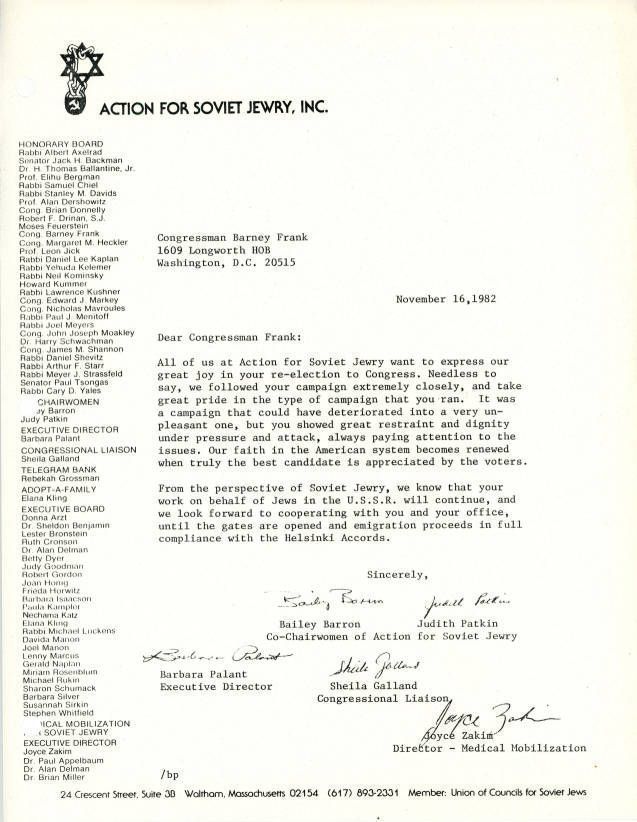 ACTION FOR SOVIET JEWRY, INC.
HONORARY BOARD
Rabbi Albert Axelrad
Senator Jack H. Backman
Dr. H. Thomas Ballantine, Jr.
Prof. Elihu Bergman
Rabbi Samuel Chiel
Rabbi Stanley M. Davids
Prof. Alan Dershowitz
Cong. Brian Donnelly
Robert F. Drinan, S.J.
Moses Feuerstein
Cong. Barney Frank
Cong. Margaret M. Heckler
Prof. Leon Jick
Rabbi Daniel Lee Kaplan
Rabbi Yehuda Kelemer
Rabbi Neil Kominsky
Howard Kummer
Rabbi Lawrence Kushner
Cong. Edward J. Markey
Cong. Nicholas Mavroules
Rabbi Paul J. Menitoff
Rabbi Joel Meyers
Cong. John Joseph Moakley
Dr. Harry Schwachman
Cong. James M. Shannon
Rabbi Daniel Shevitz
Rabbi Arthur F. Starr
Rabbi Meyer J. Strassfeld
Senator Paul Tsongas
Rabbi Cary D. Yales
CHAIRWOMEN
Barron
Judy Patkin
EXECUTIVE DIRECTOR
Barbara Palant
CONGRESSIONAL LIAISON
Sheila Galland
TELEGRAM BANK
Rebekah Grossman
ADOPT-A-FAMILY
Elana Kling
EXECUTIVE BOARD
Donna Arzt
Dr. Sheldon Benjamin
Lester Bronstein
Ruth Cronson
Dr. Alan Delman
Betty Dyer
Judy Goodman
Robert Gordon
Joan Honig
Frieda Horwitz
Barbara Isaacson
Paula Kampler
Nechama Katz
Elana Kling
Rabbi Michael Luckens
Davida Manon
Joel Manon
Lenny Marcus
Gerald Naplan
Miriam Rosenblum
Michael Rukin
Sharon Schumack
Barbara Silver
Susannah Sirkin
Stephen Whitfield
ICAL MOBILIZATION
SOVIET JEWRY
EXECUTIVE DIRECTOR
Joyce Zakim
Dr. Paul Appelbaum
Dr. Alan Delman
Dr. Brian Miller
Congressman Barney Frank
1609 Longworth HOB
Washington, D.C. 20515
November 16,1982
Dear Congressman Frank:
All of us at Action for Soviet Jewry want to express our
great joy in your re-election to Congress. Needless to
say, we followed your campaign extremely closely, and take
great pride in the type of campaign that you ran. It was
a campaign that could have deteriorated into a very un-
pleasant one, but you showed great restraint and dignity
under pressure and attack, always paying attention to the
issues. Our faith in the American system becomes renewed
when truly the best candidate is appreciated by the voters.
From the perspective of Soviet Jewry, we know that your
work on behalf of Jews in the U.S.S.R. will continue, and
we look forward to cooperating with you and your office,
until the gates are opened and emigration proceeds in full
compliance with the Helsinki Accords.
Sincerely,
Bailey Barron Judith Patkin
Bailey Barron Judith Patkin
Co-Chairwomen of Action for Soviet Jewry
Barbara Palant Sheila Galland
Barbara Palant Sheila Galland
Executive Director Congressional Liaison
Joyce Zakim
Joyce Zakim
Director - Medical Mobilization
/bp
24 Crescent Street, Suite 3B Waltham, Massachusetts 02154 (617) 893-2331 Member: Union of Councils for Soviet Jews